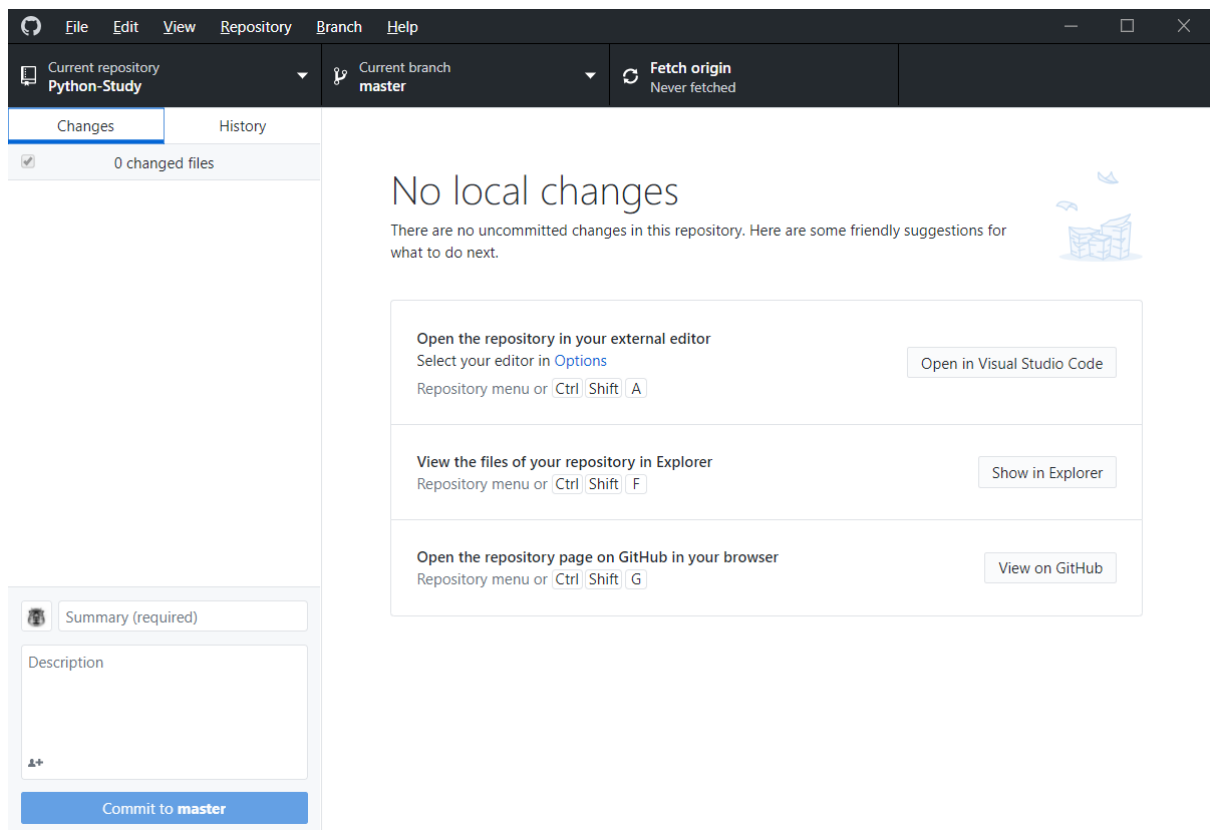 File Edit View Repository Branch Help
Current repository
Python-Study
Current branch
master
Fetch origin
Never fetched
Changes History
0 changed files
No local changes
There are no uncommitted changes in this repository. Here are some friendly suggestions for
what to do next.
Open the repository in your external editor
Select your editor in Options
Repository menu or Ctrl Shift A
Open in Visual Studio Code
View the files of your repository in Explorer
Repository menu or Ctrl Shift F
Show in Explorer
Open the repository page on GitHub in your browser
Repository menu or Ctrl Shift G
View on GitHub
Summary (required)
Description
Commit to master